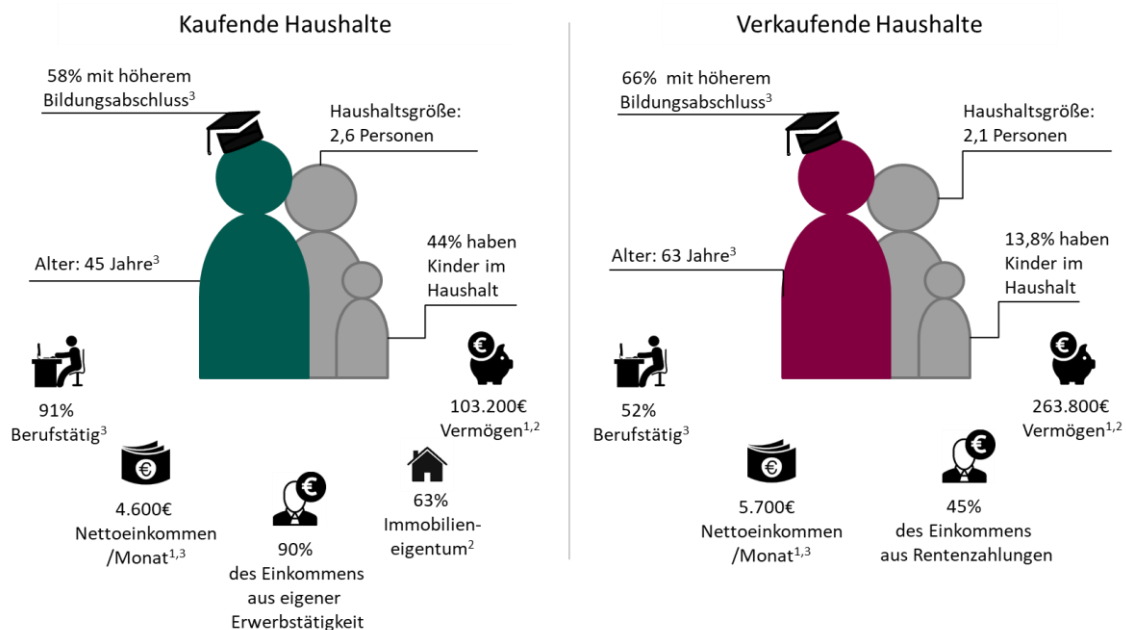 Kaufende Haushalte
58% mit höherem
Bildungsabschluss³
Haushaltsgröße:
2,6 Personen
Alter: 45 Jahre³
44% haben
Kinder im
Haushalt
91%
Berufstätig³
103.200€
Vermögen¹,²
4.600€
Nettoeinkommen
/Monat¹,³
90%
des Einkommens
aus eigener
Erwerbstätigkeit
63%
Immobilien-
eigentum²
Verkaufende Haushalte
66% mit höherem
Bildungsabschluss³
Haushaltsgröße:
2,1 Personen
Alter: 63 Jahre³
13,8% haben
Kinder im
Haushalt
52%
Berufstätig³
263.800€
Vermögen¹,²
5.700€
Nettoeinkommen
/Monat¹,³
45%
des Einkommens
aus Rentenzahlungen